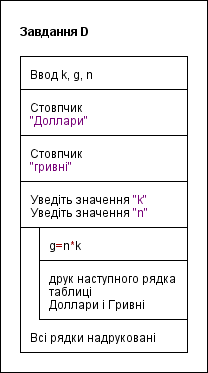 Завдання D
Ввод k, g, n
Стовпчик
"Доллари"
Стовпчик
"гривні"
Уведіть значення "k"
Уведіть значення "n"
g=n*k
друк наступного рядка
таблиці
Доллари і Гривні
Всі рядки надруковані